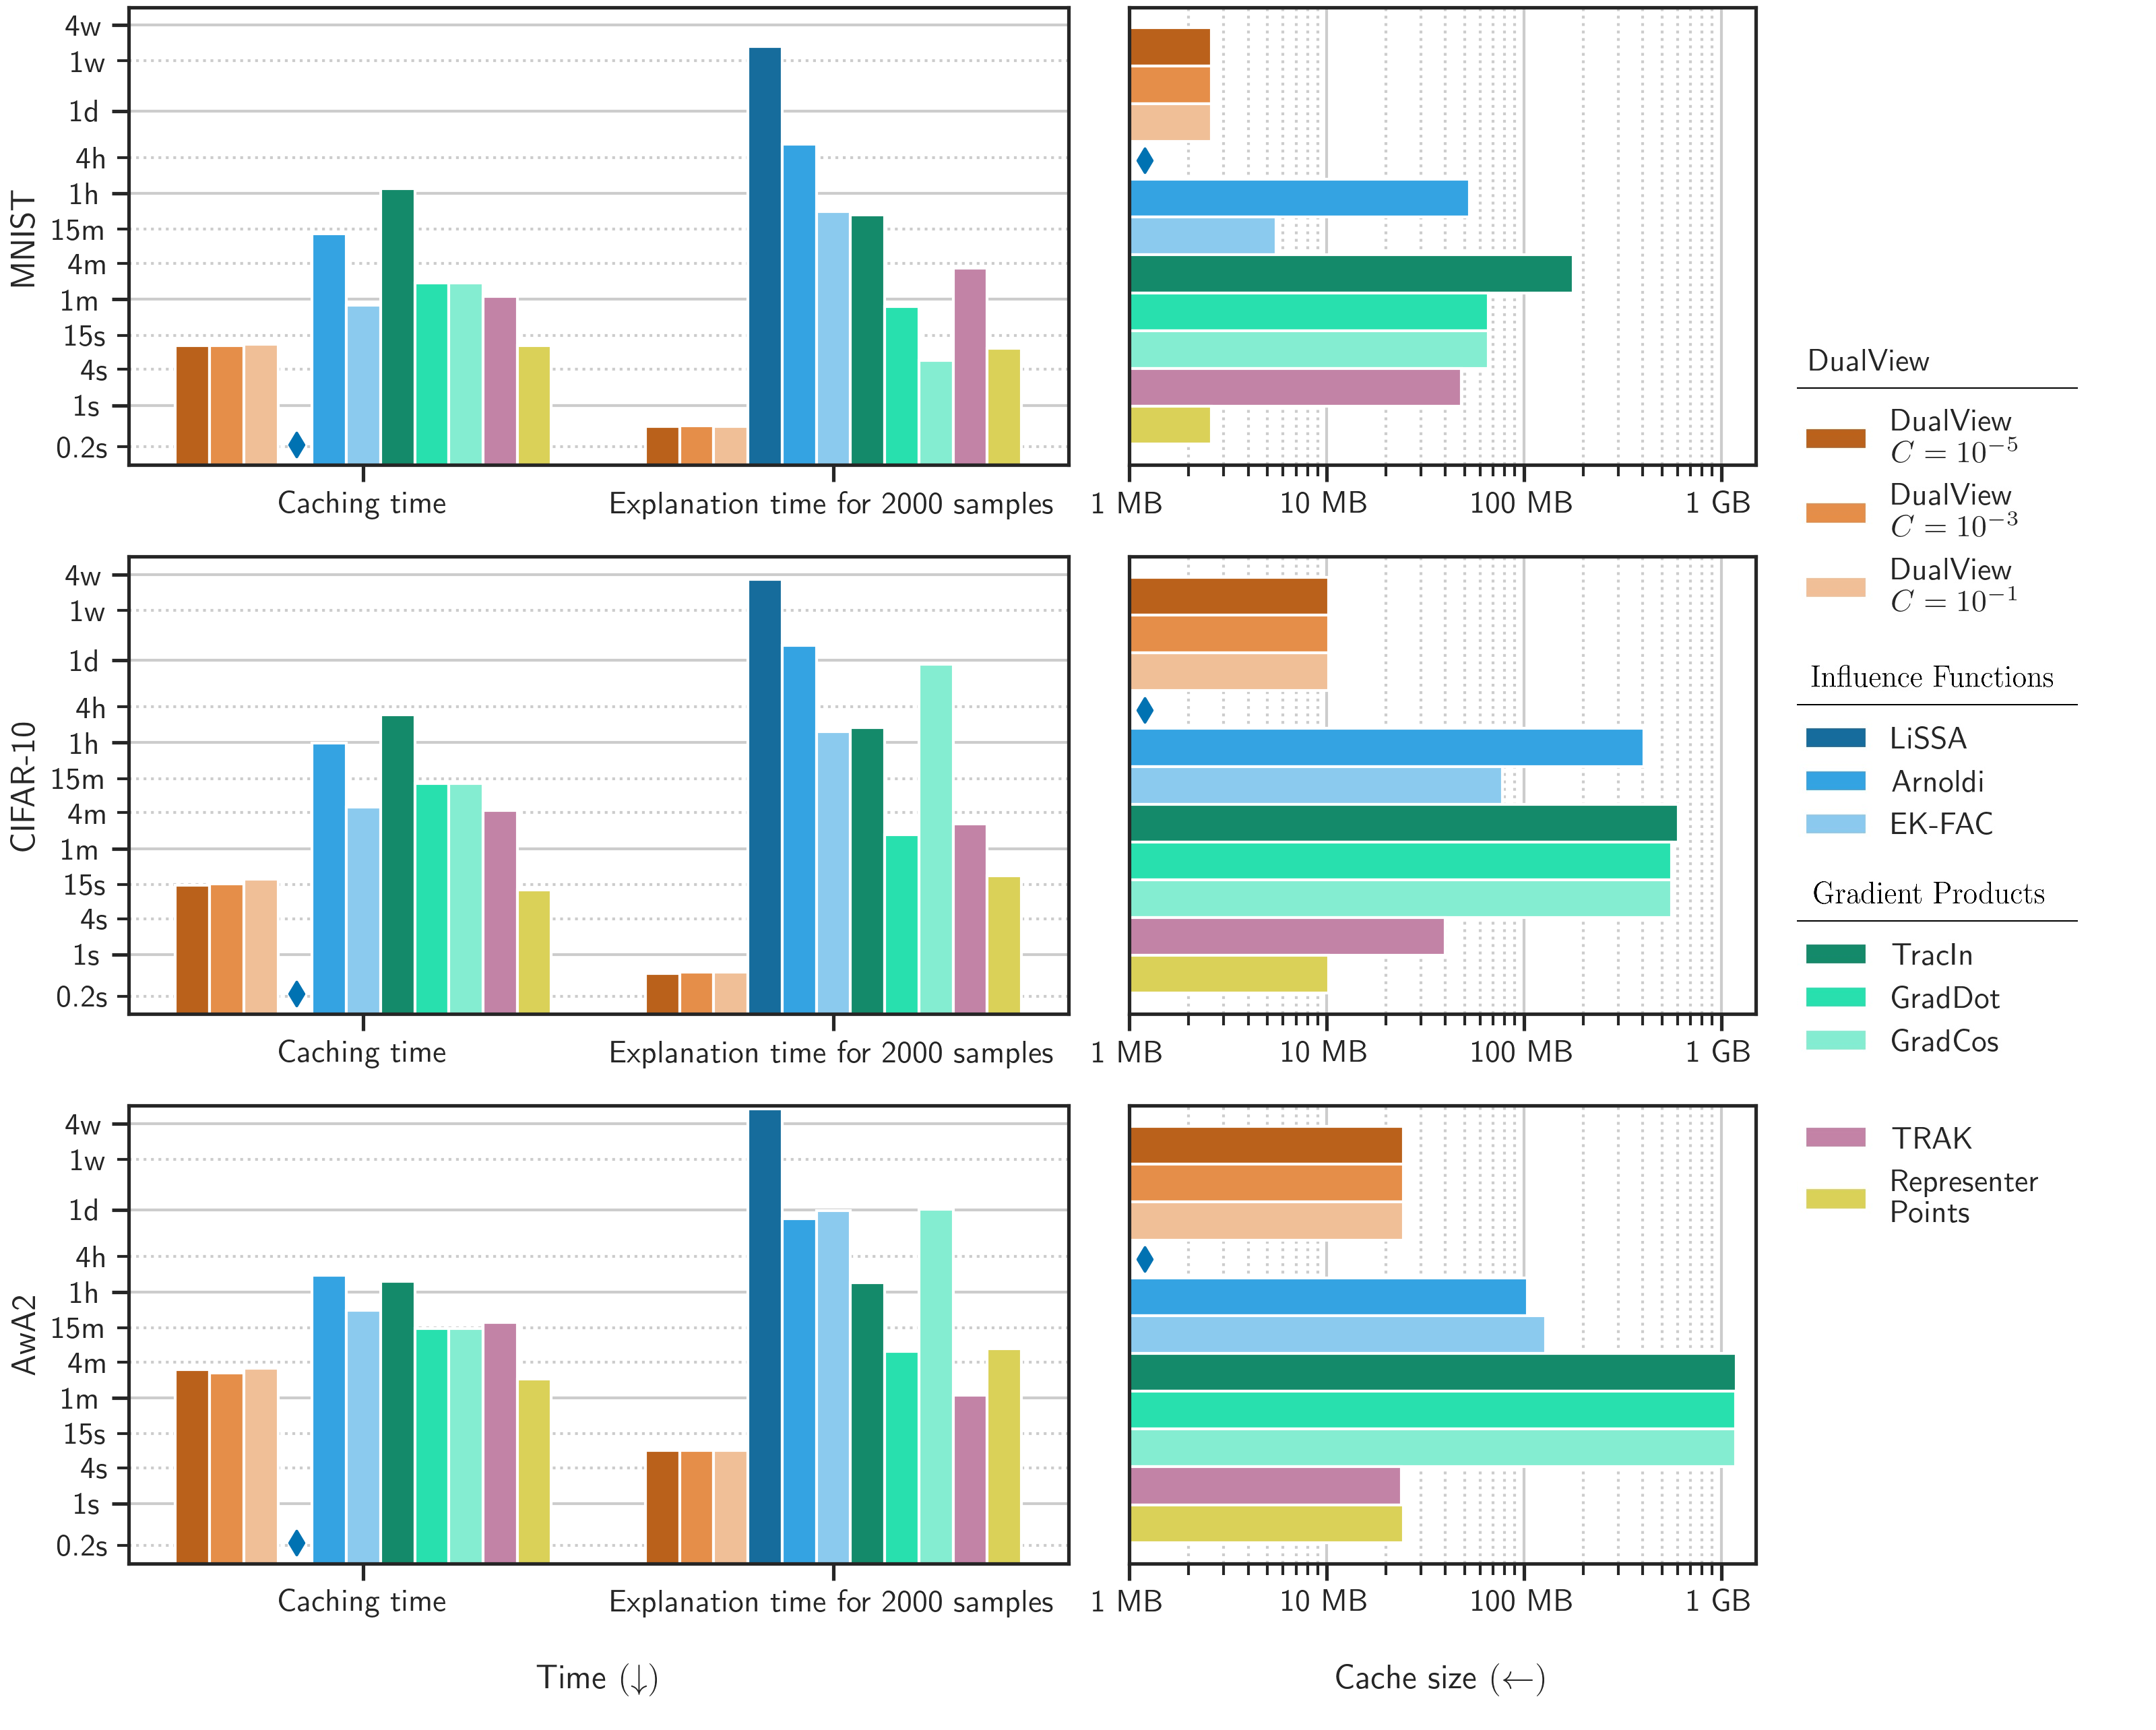 4w
1w
1d
4h
1h
15m
4m
1m
15s
4s
1s
0.2s
MNIST
Caching time
Explanation time for 2000 samples
1 MB
10 MB
100 MB
1 GB
4w
1w
1d
4h
1h
15m
4m
1m
15s
4s
1s
0.2s
CIFAR-10
Caching time
Explanation time for 2000 samples
1 MB
10 MB
100 MB
1 GB
4w
1w
1d
4h
1h
15m
4m
1m
15s
4s
1s
0.2s
AwA2
Caching time
Explanation time for 2000 samples
1 MB
10 MB
100 MB
1 GB
Time (↓)
Cache size (←)
DualView
DualView
C = 10⁻⁵
DualView
C = 10⁻³
DualView
C = 10⁻¹
Influence Functions
LiSSA
Arnoldi
EK-FAC
Gradient Products
TracIn
GradDot
GradCos
TRAK
Representer
Points